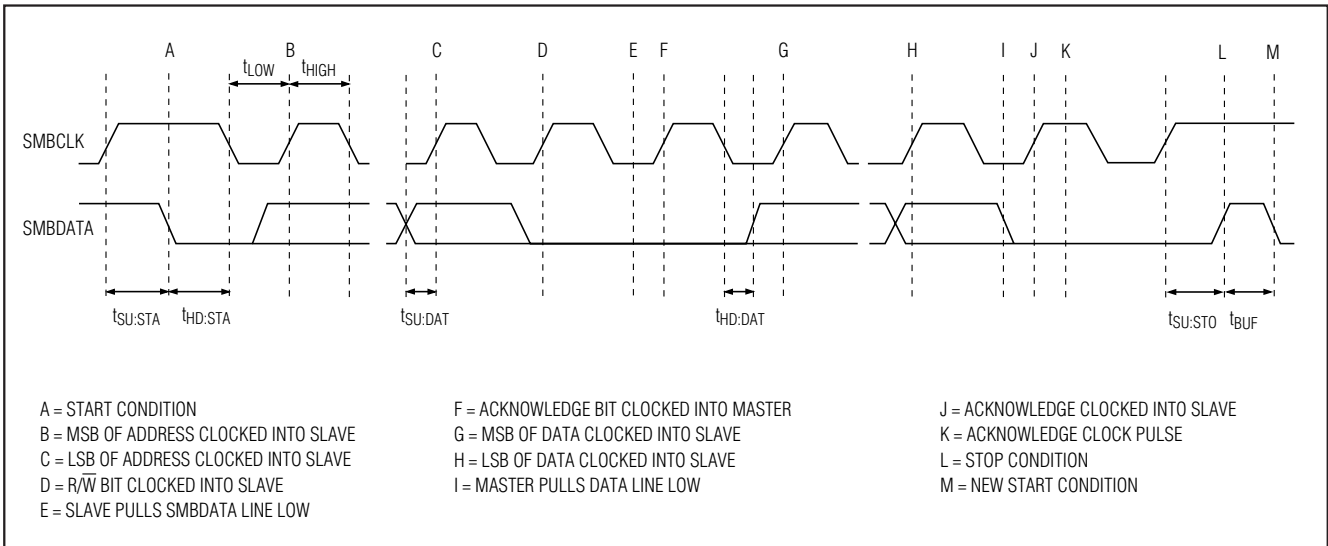 A B C D E F G H I J K L M
tLOW tHIGH
SMBCLK
SMBDATA
tSU:STA tHD:STA tSU:DAT tHD:DAT tSU:STO tBUF
A = START CONDITION
B = MSB OF ADDRESS CLOCKED INTO SLAVE
C = LSB OF ADDRESS CLOCKED INTO SLAVE
D = R/W̅ BIT CLOCKED INTO SLAVE
E = SLAVE PULLS SMBDATA LINE LOW
F = ACKNOWLEDGE BIT CLOCKED INTO MASTER
G = MSB OF DATA CLOCKED INTO SLAVE
H = LSB OF DATA CLOCKED INTO SLAVE
I = MASTER PULLS DATA LINE LOW
J = ACKNOWLEDGE CLOCKED INTO SLAVE
K = ACKNOWLEDGE CLOCK PULSE
L = STOP CONDITION
M = NEW START CONDITION